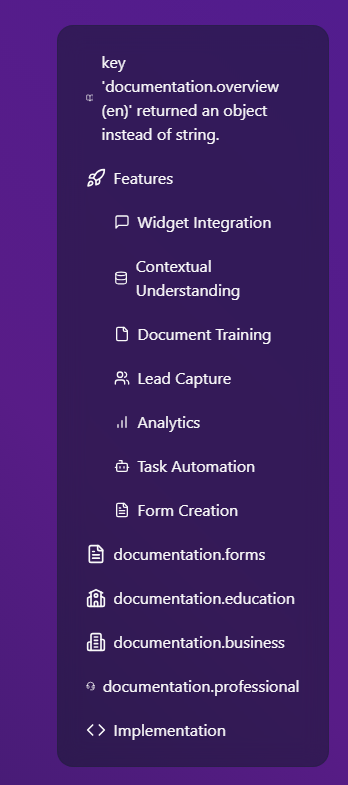 key
'documentation.overview
(en)' returned an object
instead of string.
Features
Widget Integration
Contextual
Understanding
Document Training
Lead Capture
Analytics
Task Automation
Form Creation
documentation.forms
documentation.education
documentation.business
documentation.professional
Implementation